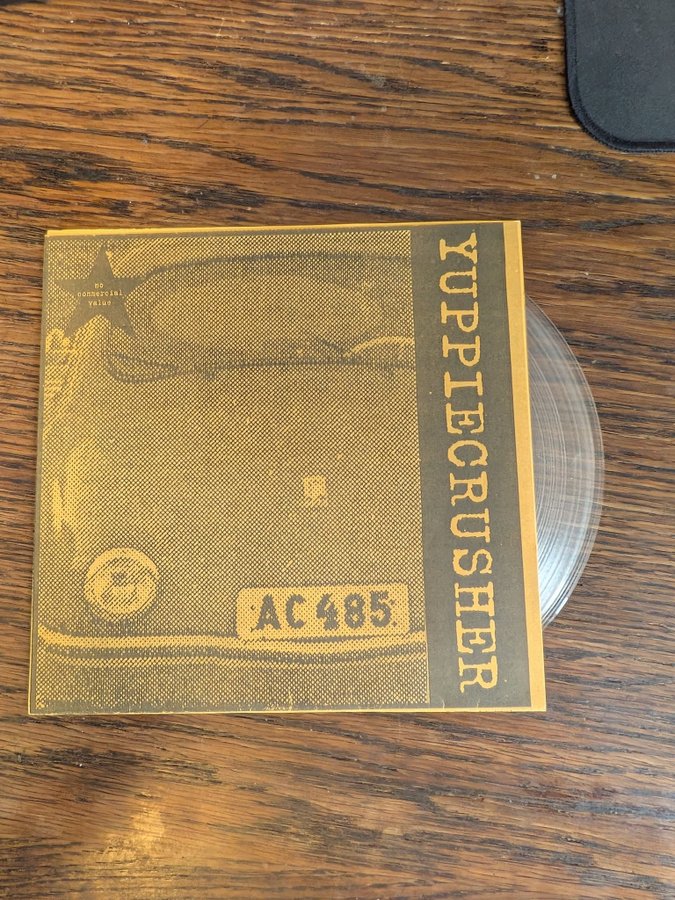 no
commercial
value
YUPPIECRUSHER
AC 485